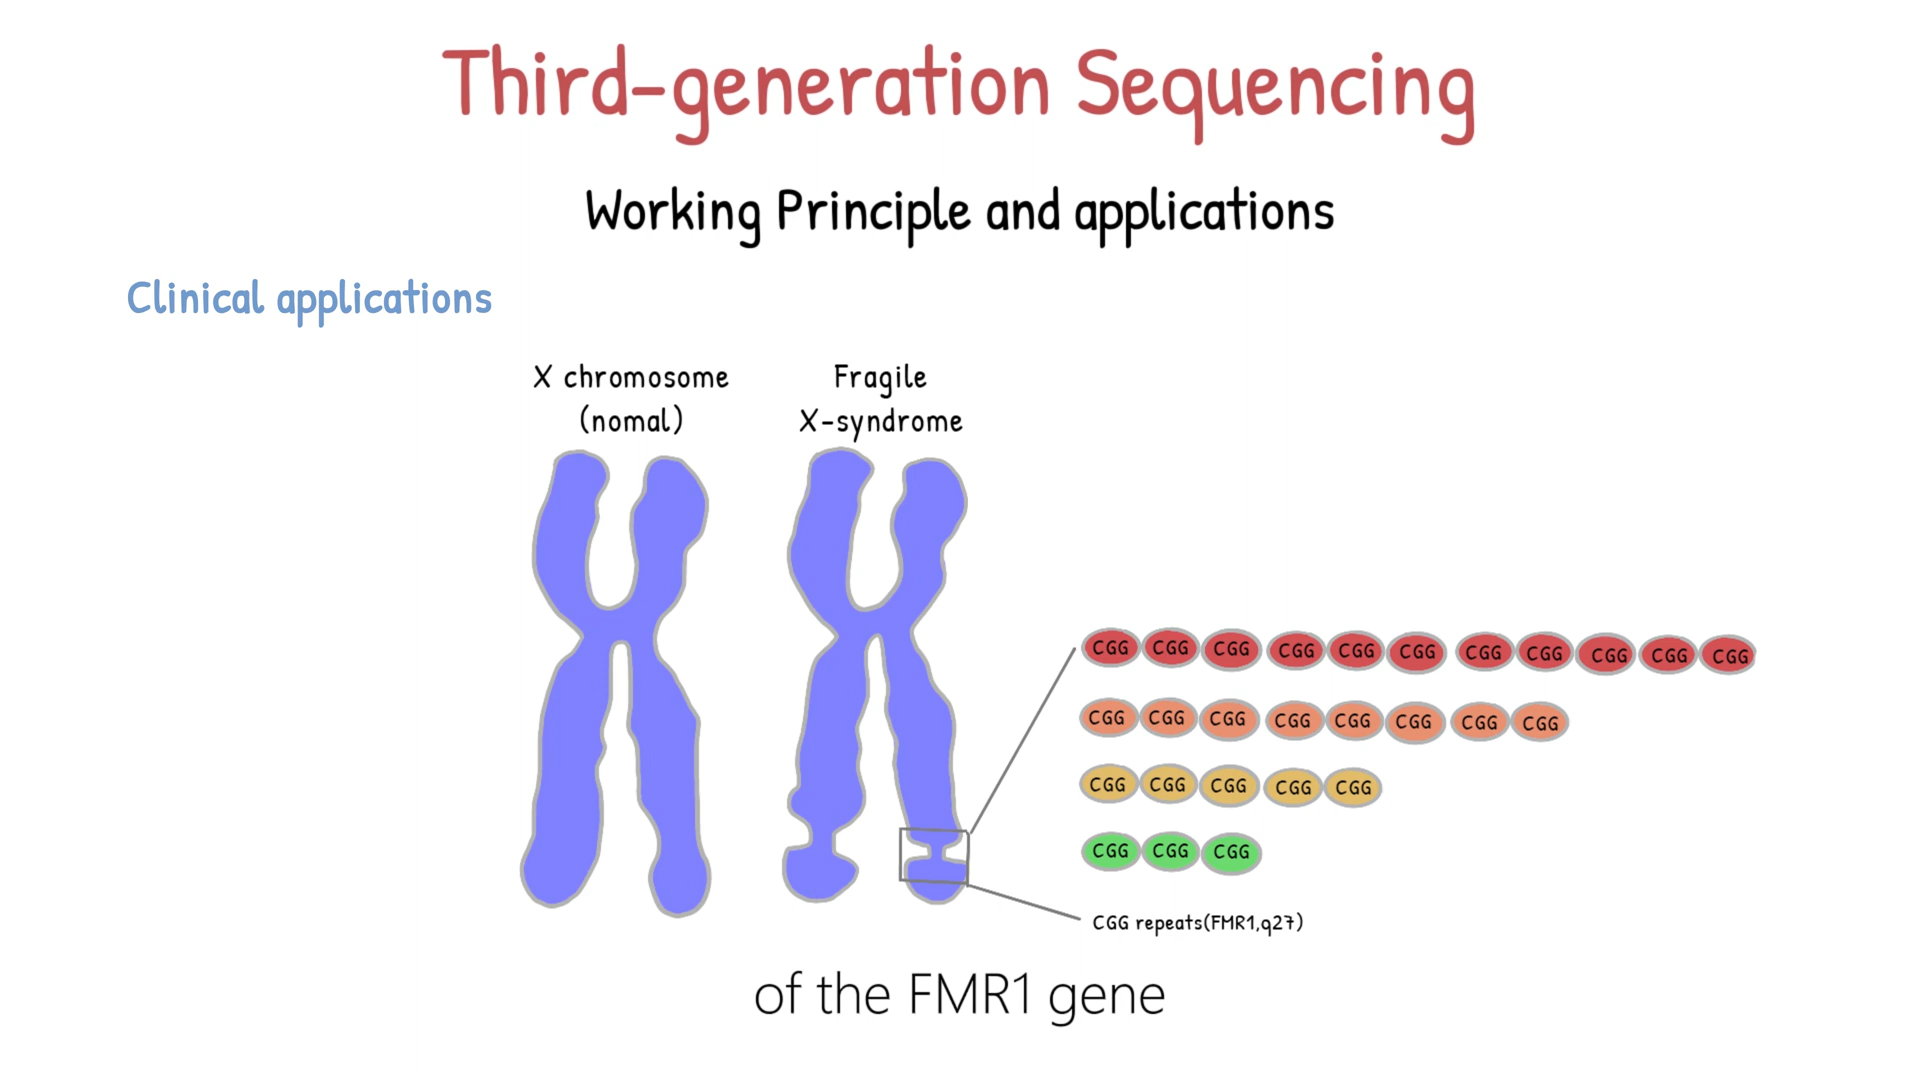 Third-generation Sequencing
Working Principle and applications
Clinical applications
X chromosome
(nomal)
Fragile
X-syndrome
CGG CGG CGG CGG CGG CGG CGG CGG CGG CGG CGG
CGG CGG CGG CGG CGG CGG CGG CGG
CGG CGG CGG CGG CGG
CGG CGG CGG
CGG repeats(FMR1,q27)
of the FMR1 gene